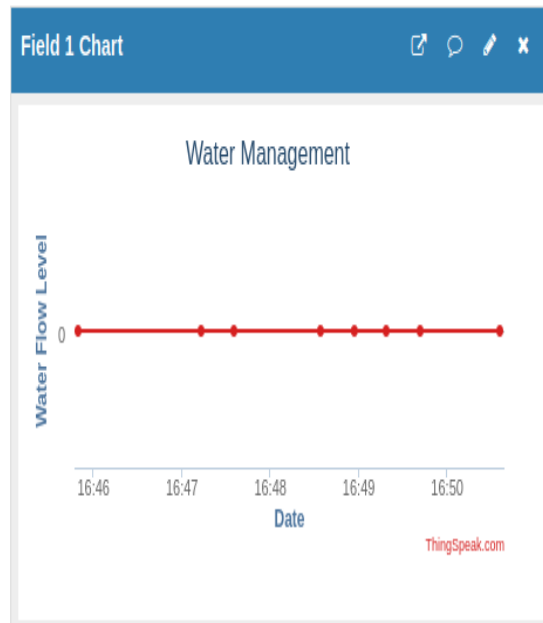 Field 1 Chart
Water Management
Water Flow Level
0
16:46 16:47 16:48 16:49 16:50
Date
ThingSpeak.com